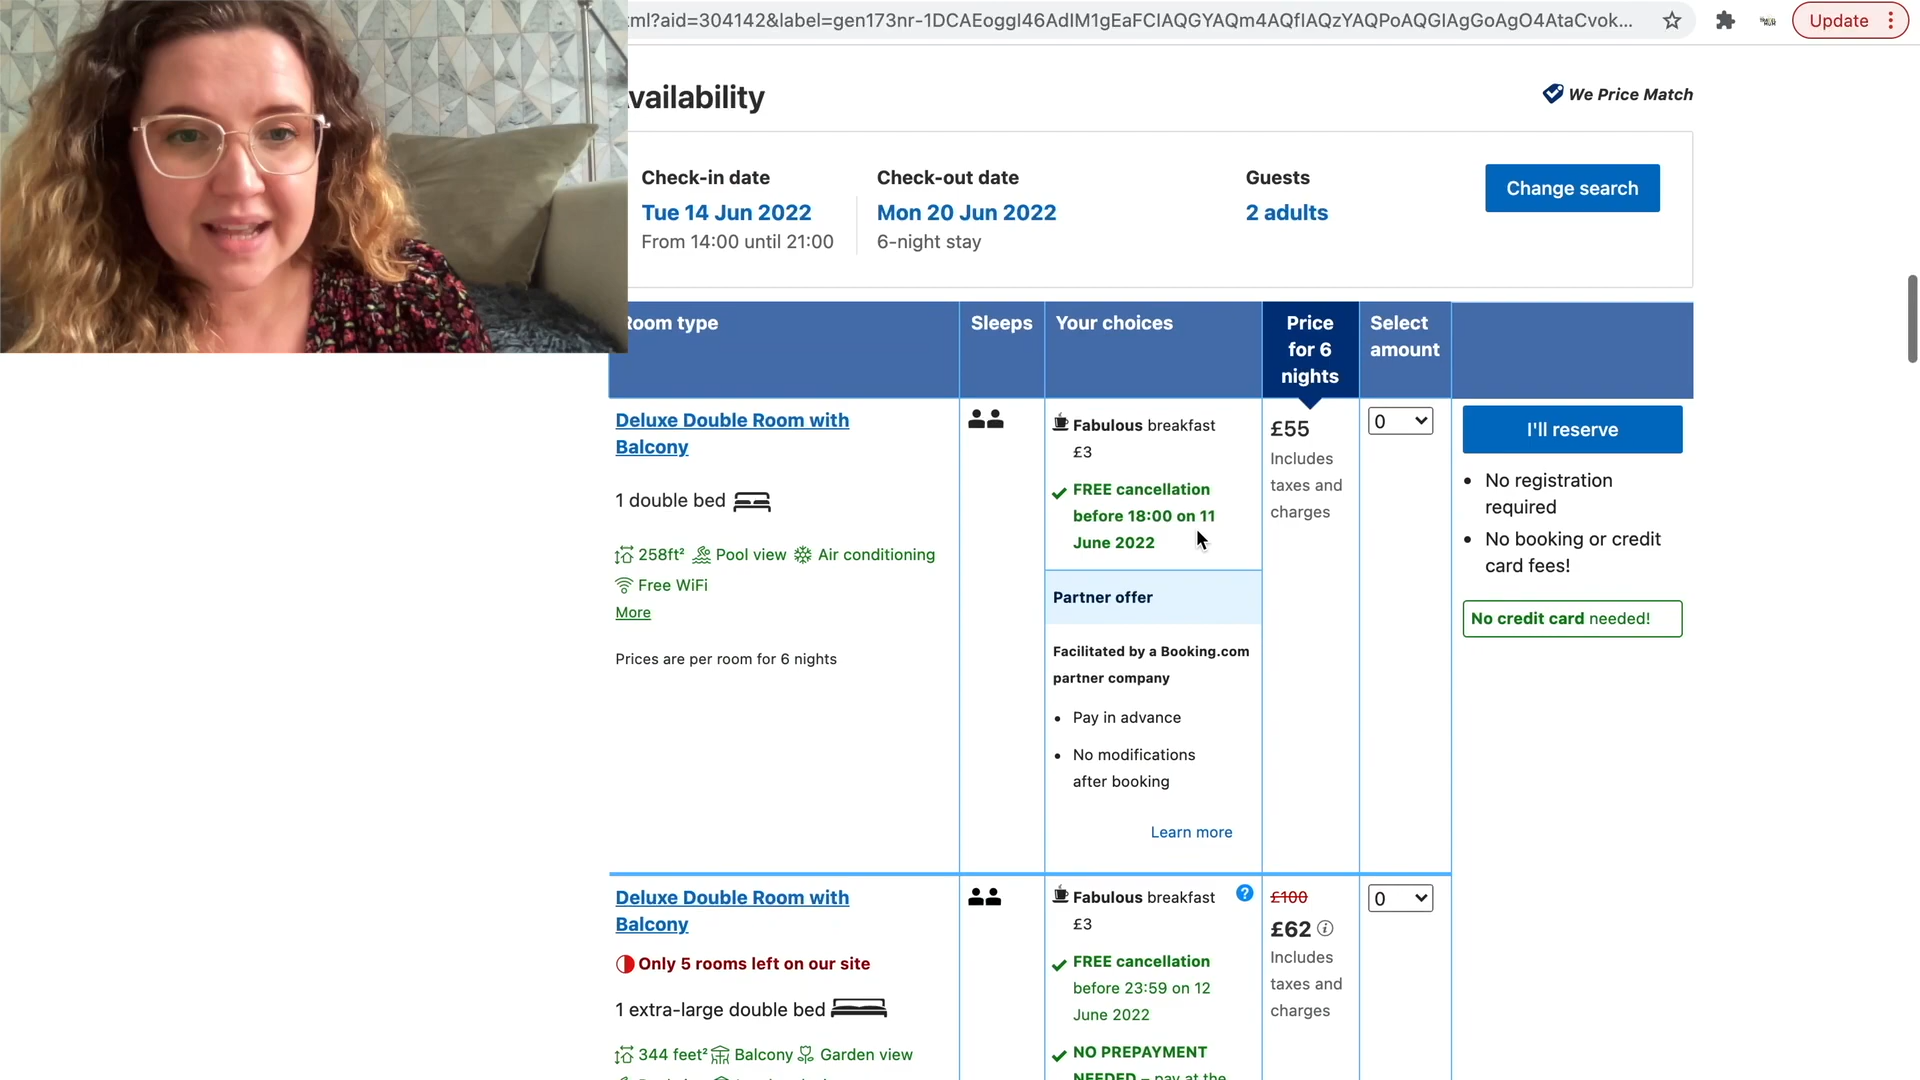 ml?aid=304142&label=gen173nr-1DCAEoggI46AdIM1gEaFCIAQGYAQm4AQfIAQzYAQPoAQGIAgGoAgO4AtaCvok...
Update
vailability
We Price Match
Check-in date
Tue 14 Jun 2022
From 14:00 until 21:00
Check-out date
Mon 20 Jun 2022
6-night stay
Guests
2 adults
Change search
Room type
Sleeps
Your choices
Price
for 6
nights
Select
amount
Deluxe Double Room with
Balcony
1 double bed
258ft² Pool view Air conditioning
Free WiFi
More
Prices are per room for 6 nights
Fabulous breakfast
£3
FREE cancellation
before 18:00 on 11
June 2022
Partner offer
Facilitated by a Booking.com
partner company
• Pay in advance
• No modifications
after booking
Learn more
£55
Includes
taxes and
charges
0
I'll reserve
• No registration
required
• No booking or credit
card fees!
No credit card needed!
Deluxe Double Room with
Balcony
Only 5 rooms left on our site
1 extra-large double bed
344 feet² Balcony Garden view
Fabulous breakfast
£3
FREE cancellation
before 23:59 on 12
June 2022
NO PREPAYMENT
NEEDED – pay at the
£100
£62
Includes
taxes and
charges
0